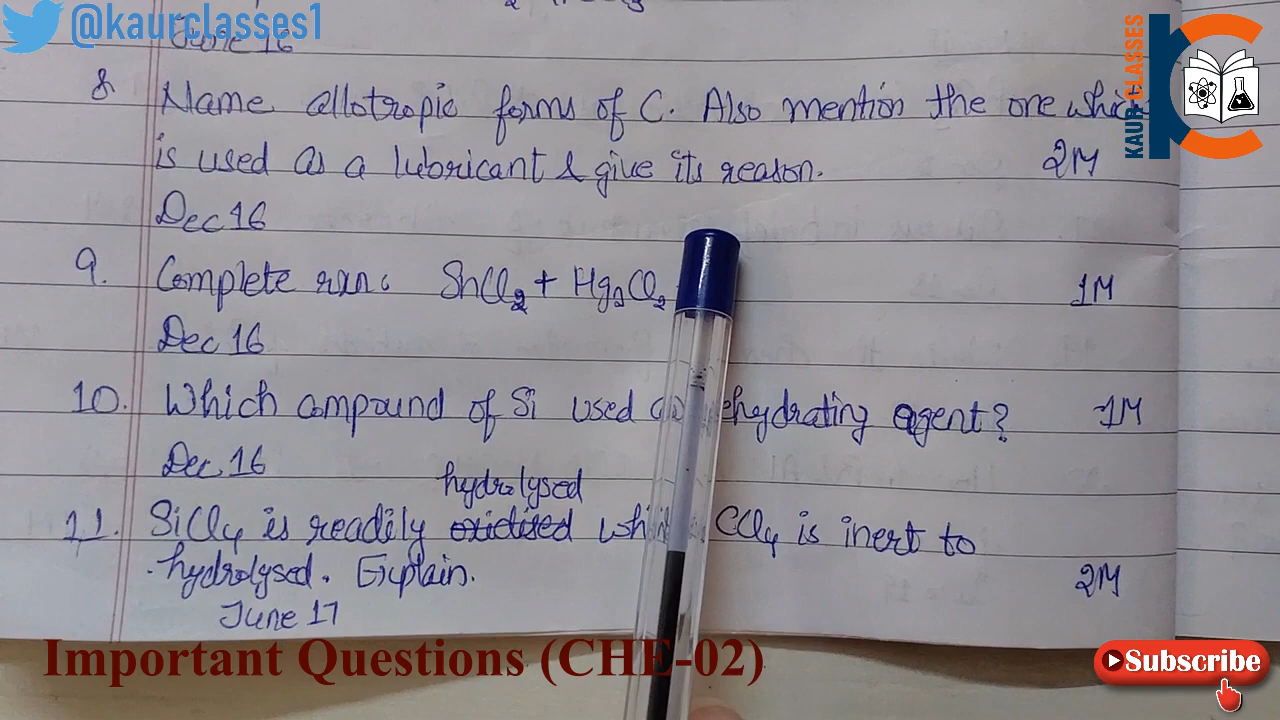 @kaurclasses1
June 16
KAUR CLASSES
8 Name allotropic forms of C. Also mention the one which
is used as a lubricant & give its reason. 2M
Dec 16
9. Complete rxn: SnCl2 + Hg2Cl2 1M
Dec 16
10. Which compound of Si used dehydrating agent? 1M
Dec 16
hydrolysed
11. SiCl4 is readily oxidised while CCl4 is inert to
hydrolysed. Explain. 2M
June 17
Important Questions (CHE-02)
Subscribe